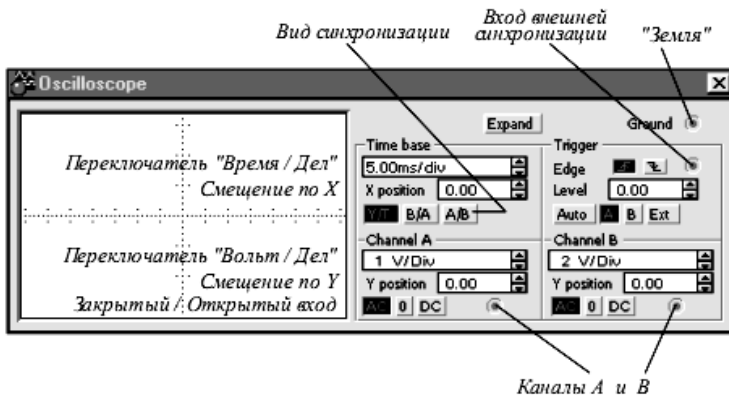 Вход внешней
синхронизации
Вид синхронизации
"Земля"
Oscilloscope
Expand
Ground
Переключатель "Время / Дел"
Смещение по X
Переключатель "Вольт / Дел"
Смещение по Y
Закрытый / Открытый вход
Time base
5.00ms/div
X position 0.00
Y/T B/A A/B
Trigger
Edge
Level 0.00
Auto A B Ext
Channel A
1 V/Div
Y position 0.00
AC 0 DC
Channel B
2 V/Div
Y position 0.00
AC 0 DC
Каналы А и В